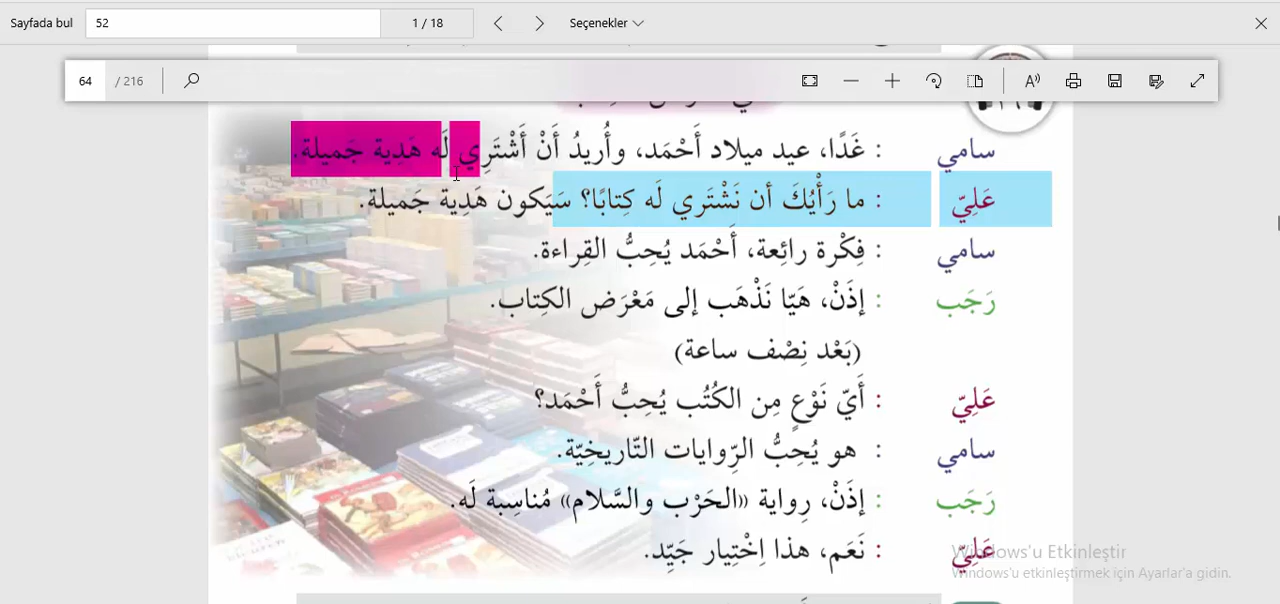 Sayfada bul 52 1 / 18 Seçenekler
64 / 216
سامي : غَدًا، عيد ميلاد أَحْمَد، وأُريدُ أَنْ أَشْتَرِي لَه هَدِية جَميلة.
عَلِيّ : ما رَأْيُكَ أن نَشْتَري لَه كِتابًا؟ سَيَكون هَدِية جَميلة.
سامي : فِكْرة رائِعة، أَحْمَد يُحِبُّ القِراءة.
رَجَب : إذَنْ، هَيّا نَذْهَب إلى مَعْرَض الكِتاب.
(بَعْد نِصْف ساعة)
عَلِيّ : أَيّ نَوْعٍ مِن الكُتُب يُحِبُّ أَحْمَد؟
سامي : هو يُحِبُّ الرِّوايات التّاريخِيّة.
رَجَب : إذَنْ، رِواية «الحَرْب والسَّلام» مُناسِبة لَه.
عَلِيّ : نَعَم، هذا اِخْتِيار جَيِّد.
Windows'u Etkinleştir
Windows'u etkinleştirmek için Ayarlar'a gidin.